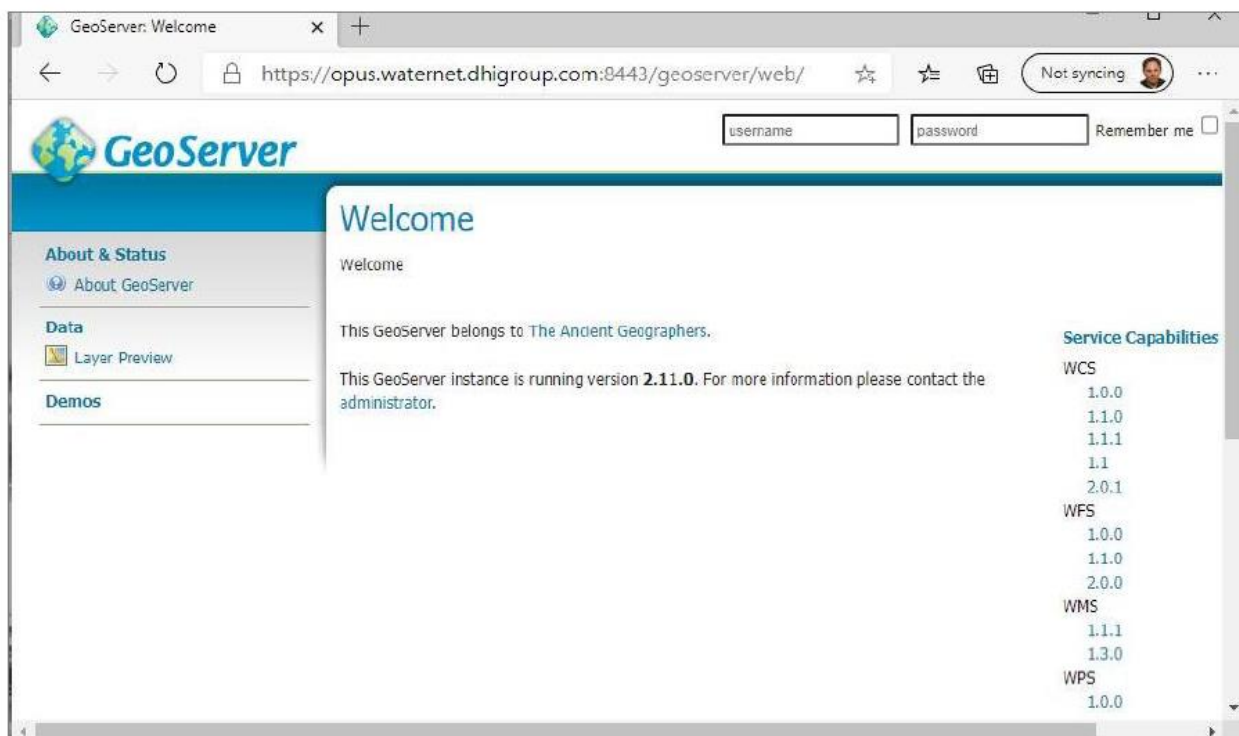 GeoServer: Welcome
https://opus.waternet.dhigroup.com:8443/geoserver/web/
Not syncing
GeoServer
username
password
Remember me
Welcome
About & Status
About GeoServer
Data
Layer Preview
Demos
Welcome
This GeoServer belongs to The Ancient Geographers.
This GeoServer instance is running version 2.11.0. For more information please contact the
administrator.
Service Capabilities
WCS
1.0.0
1.1.0
1.1.1
1.1
2.0.1
WFS
1.0.0
1.1.0
2.0.0
WMS
1.1.1
1.3.0
WPS
1.0.0